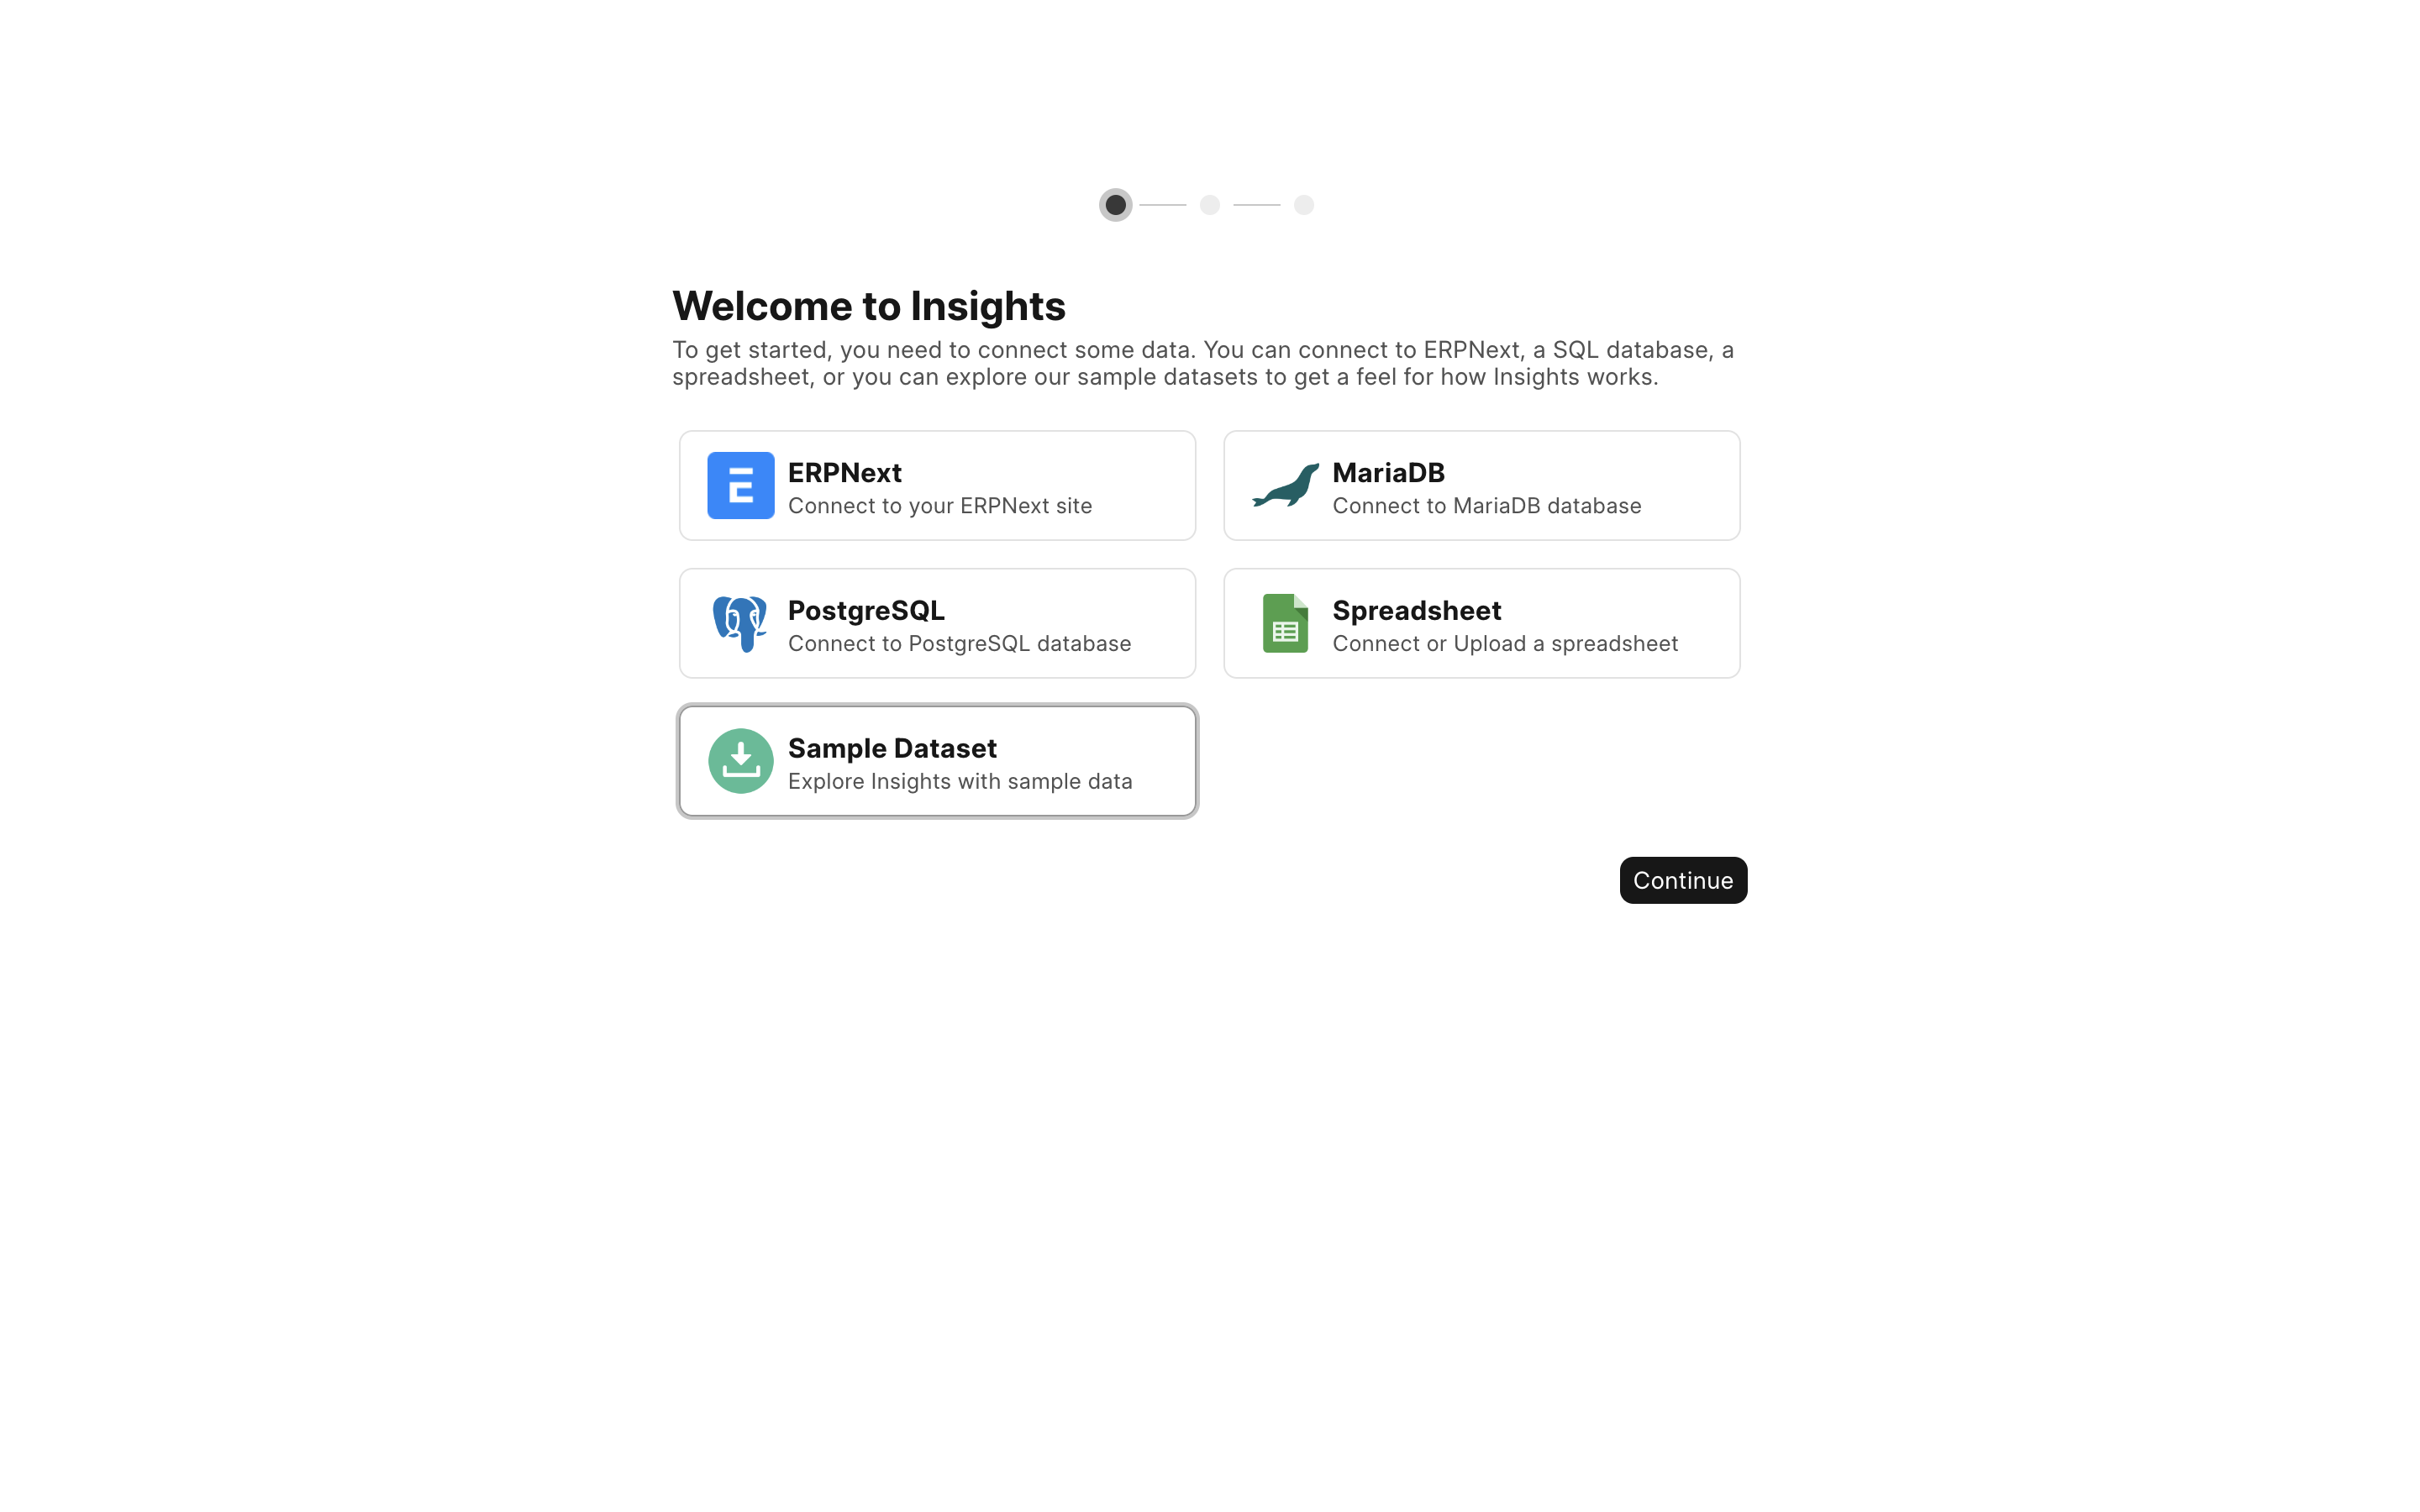 Welcome to Insights
To get started, you need to connect some data. You can connect to ERPNext, a SQL database, a
spreadsheet, or you can explore our sample datasets to get a feel for how Insights works.
ERPNext
Connect to your ERPNext site
MariaDB
Connect to MariaDB database
PostgreSQL
Connect to PostgreSQL database
Spreadsheet
Connect or Upload a spreadsheet
Sample Dataset
Explore Insights with sample data
Continue